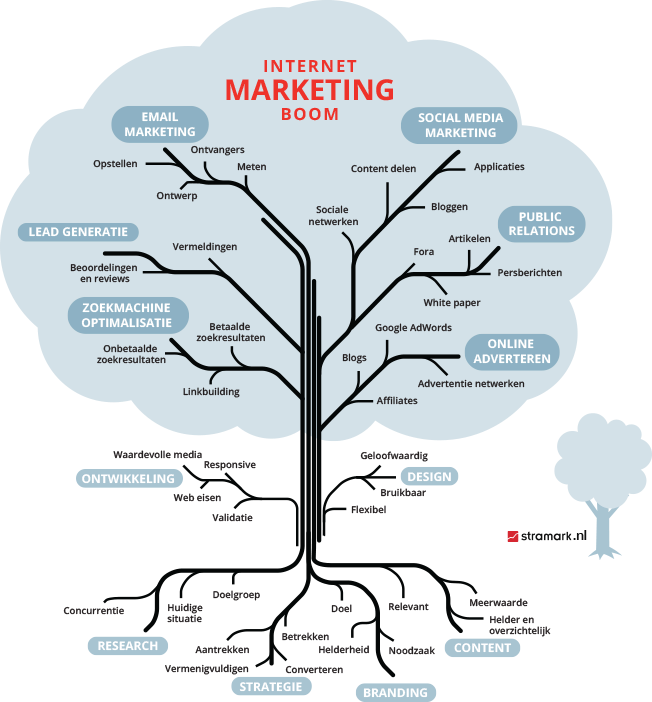 INTERNET
MARKETING
BOOM
EMAIL
MARKETING
Ontvangers
Opstellen
Meten
Ontwerp
SOCIAL MEDIA
MARKETING
Content delen
Applicaties
Sociale
netwerken
Bloggen
LEAD GENERATIE
Vermeldingen
Beoordelingen
en reviews
PUBLIC
RELATIONS
Artikelen
Fora
Persberichten
White paper
ZOEKMACHINE
OPTIMALISATIE
Betaalde
zoekresultaten
Onbetaalde
zoekresultaten
Linkbuilding
Google AdWords
ONLINE
ADVERTEREN
Blogs
Advertentie netwerken
Affiliates
Waardevolle media
Responsive
ONTWIKKELING
Web eisen
Validatie
Geloofwaardig
DESIGN
Bruikbaar
Flexibel
stramark.nl
Concurrentie
Huidige
situatie
Doelgroep
RESEARCH
Aantrekken
Betrekken
Vermenigvuldigen
Converteren
STRATEGIE
Doel
Relevant
Helderheid
Noodzaak
BRANDING
Meerwaarde
Helder en
overzichtelijk
CONTENT